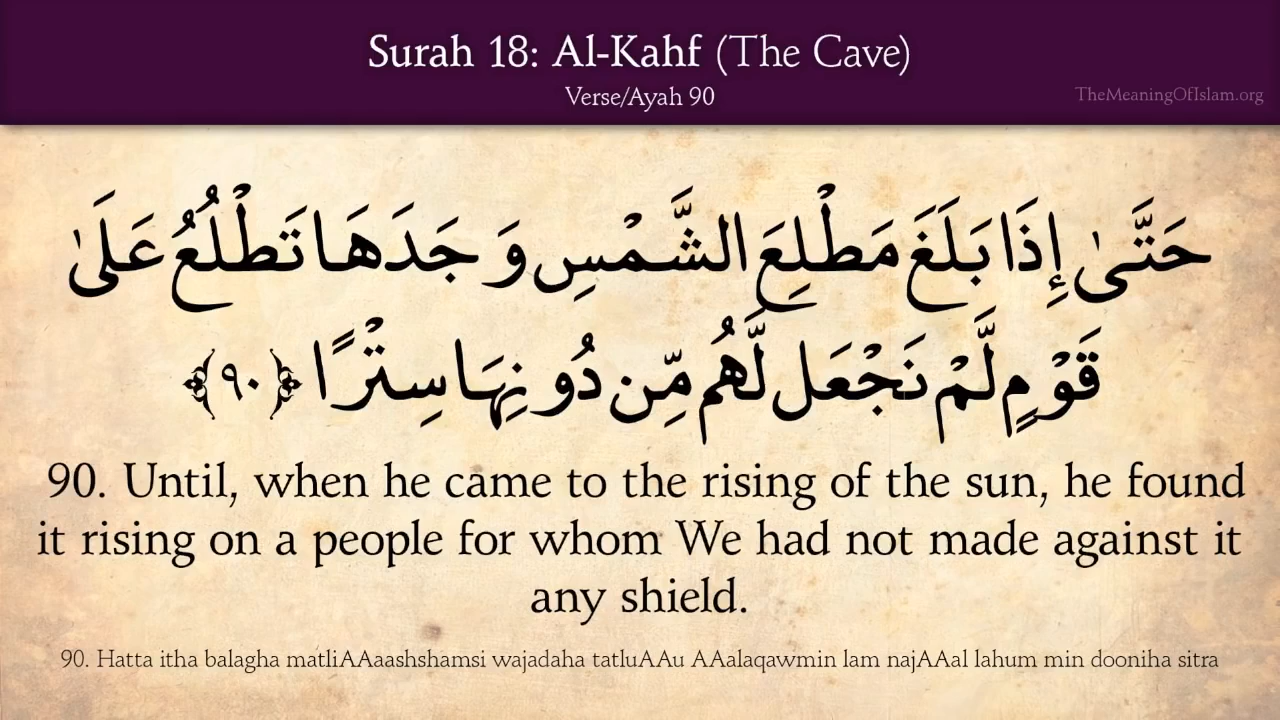 Surah 18: Al-Kahf (The Cave)
Verse/Ayah 90
TheMeaningOfIslam.org
حَتَّىٰ إِذَا بَلَغَ مَطْلِعَ الشَّمْسِ وَجَدَهَا تَطْلُعُ عَلَىٰ
قَوْمٍ لَّمْ نَجْعَل لَّهُم مِّن دُونِهَا سِتْرًا ﴿٩٠﴾
90. Until, when he came to the rising of the sun, he found
it rising on a people for whom We had not made against it
any shield.
90. Hatta itha balagha matliAAaashshamsi wajadaha tatluAAu AAalaqawmin lam najAAal lahum min dooniha sitra